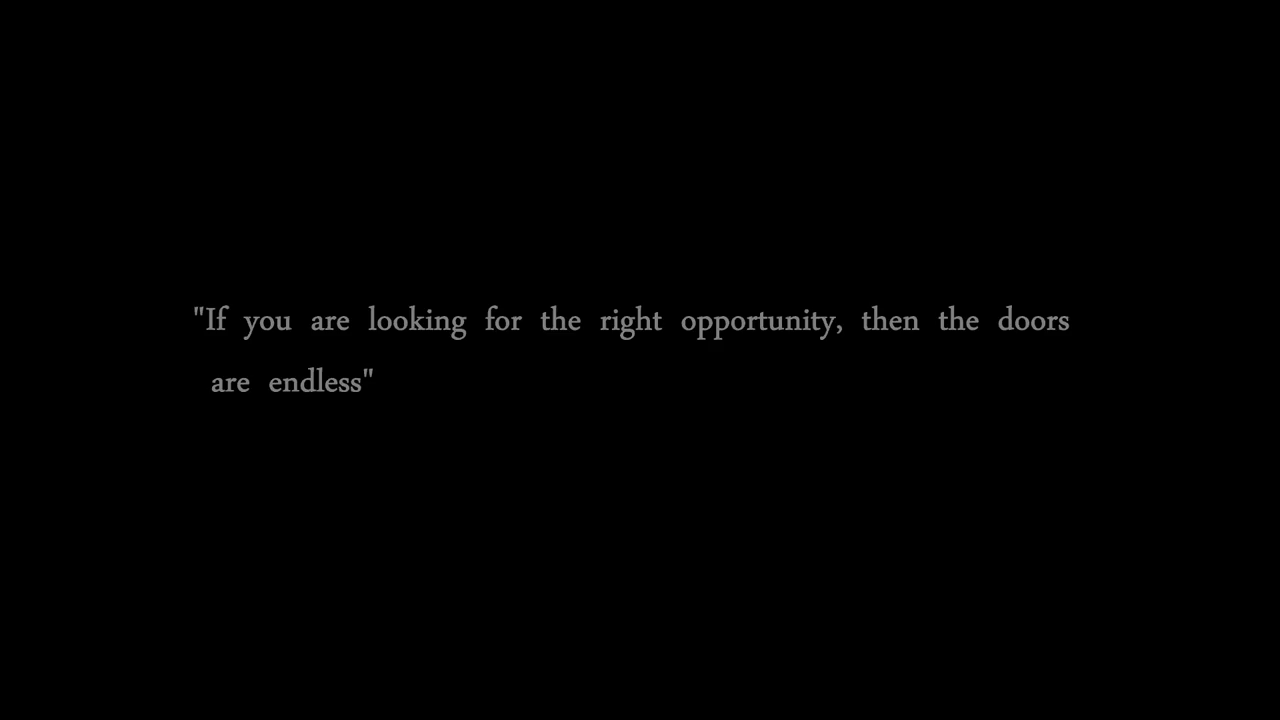 "If you are looking for the right opportunity, then the doors
are endless"